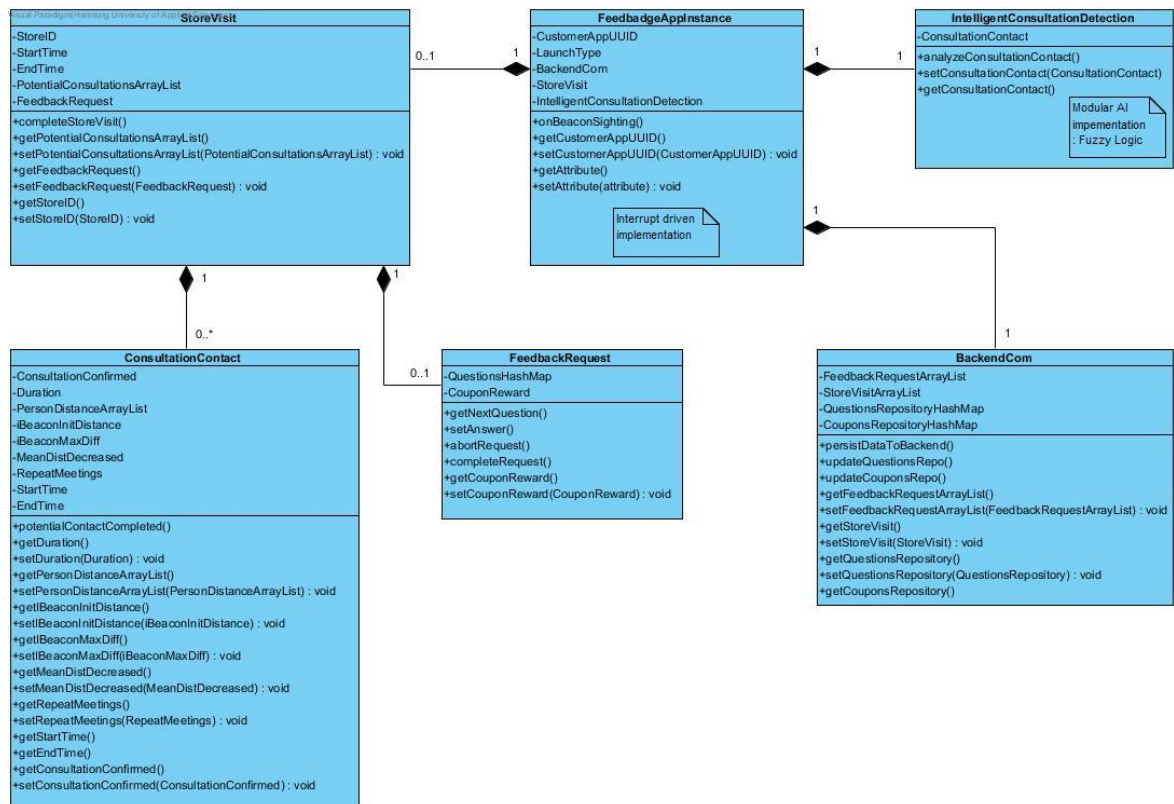 Visual Paradigm(Hamburg University of Applied
StoreVisit
-StoreID
-StartTime
-EndTime
-PotentialConsultationsArrayList
-FeedbackRequest
+completeStoreVisit()
+getPotentialConsultationsArrayList()
+setPotentialConsultationsArrayList(PotentialConsultationsArrayList) : void
+getFeedbackRequest()
+setFeedbackRequest(FeedbackRequest) : void
+getStoreID()
+setStoreID(StoreID) : void
0..1
1
FeedbadgeAppInstance
-CustomerAppUUID
-LaunchType
-BackendCom
-StoreVisit
-IntelligentConsultationDetection
+onBeaconSighting()
+getCustomerAppUUID()
+setCustomerAppUUID(CustomerAppUUID) : void
+getAttribute()
+setAttribute(attribute) : void
Interrupt driven
implementation
1
1
IntelligentConsultationDetection
-ConsultationContact
+analyzeConsultationContact()
+setConsultationContact(ConsultationContact)
+getConsultationContact()
Modular AI
impementation
: Fuzzy Logic
1
1
1
1
0..*
0..1
ConsultationContact
-ConsultationConfirmed
-Duration
-PersonDistanceArrayList
-iBeaconInitDistance
-iBeaconMaxDiff
-MeanDistDecreased
-RepeatMeetings
-StartTime
-EndTime
+potentialContactCompleted()
+getDuration()
+setDuration(Duration) : void
+getPersonDistanceArrayList()
+setPersonDistanceArrayList(PersonDistanceArrayList) : void
+getIBeaconInitDistance()
+setIBeaconInitDistance(iBeaconInitDistance) : void
+getIBeaconMaxDiff()
+setIBeaconMaxDiff(iBeaconMaxDiff) : void
+getMeanDistDecreased()
+setMeanDistDecreased(MeanDistDecreased) : void
+getRepeatMeetings()
+setRepeatMeetings(RepeatMeetings) : void
+getStartTime()
+getEndTime()
+getConsultationConfirmed()
+setConsultationConfirmed(ConsultationConfirmed) : void
FeedbackRequest
-QuestionsHashMap
-CouponReward
+getNextQuestion()
+setAnswer()
+abortRequest()
+completeRequest()
+getCouponReward()
+setCouponReward(CouponReward) : void
BackendCom
-FeedbackRequestArrayList
-StoreVisitArrayList
-QuestionsRepositoryHashMap
-CouponsRepositoryHashMap
+persistDataToBackend()
+updateQuestionsRepo()
+updateCouponsRepo()
+getFeedbackRequestArrayList()
+setFeedbackRequestArrayList(FeedbackRequestArrayList) : void
+getStoreVisit()
+setStoreVisit(StoreVisit) : void
+getQuestionsRepository()
+setQuestionsRepository(QuestionsRepository) : void
+getCouponsRepository()